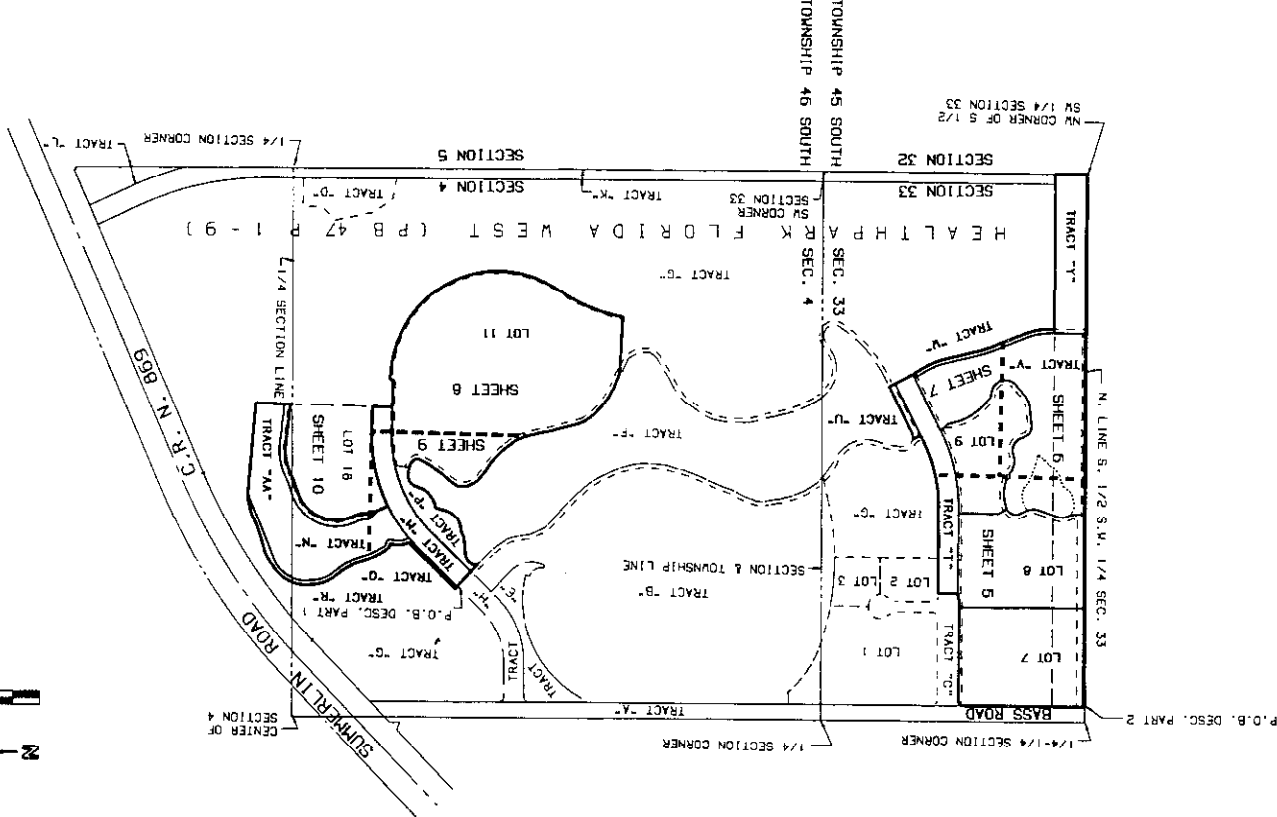 TOWNSHIP 46 SOUTH
TOWNSHIP 45 SOUTH
NW CORNER OF S 1/2
SW 1/4 SECTION 33
1/4 SECTION CORNER
TRACT "L"
SECTION 5
SECTION 32
SECTION 4
SECTION 33
TRACT "D"
TRACT "K"
SW CORNER
SECTION 33
HEALTHPARK FLORIDA WEST (PB 47 P 1-9)
TRACT "Y"
SEC. 4
SEC. 33
TRACT "G"
1/4 SECTION LINE
LOT 11
SHEET 8
SHEET 9
TRACT "W"
TRACT "V"
SHEET 7
SHEET 6
LOT 9
N. LINE S. 1/2 S.W. 1/4 SEC. 33
TRACT "U"
TRACT "F"
C.R. N. 869
TRACT "AA"
SHEET 10
LOT 18
TRACT "P"
TRACT "M"
TRACT "N"
TRACT "O"
TRACT "R"
P.O.B. DESC. PART 1
TRACT "G"
TRACT "H"
TRACT "E"
TRACT "B"
SECTION & TOWNSHIP LINE
TRACT "G"
TRACT "T"
LOT 3
LOT 2
LOT 1
TRACT "C"
SHEET 5
LOT 8
LOT 7
TRACT "A"
BASS ROAD
P.O.B. DESC. PART 2
SUMMERLIN ROAD
CENTER OF
SECTION 4
1/4 SECTION CORNER
1/4-1/4 SECTION CORNER
N